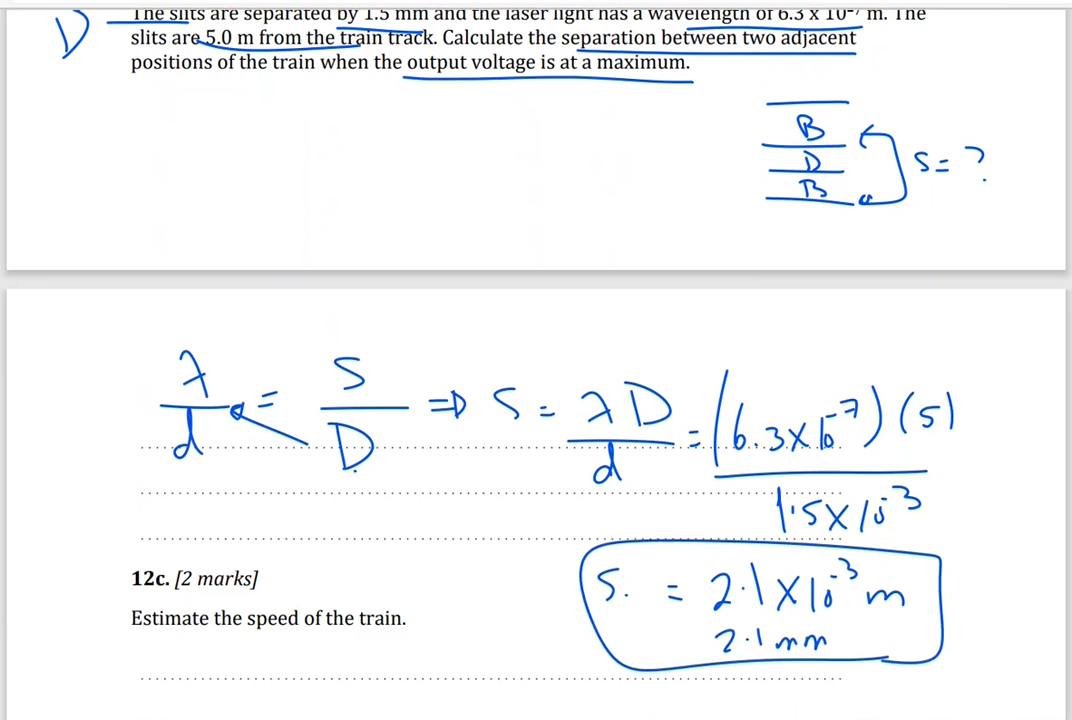 D
The slits are separated by 1.5 mm and the laser light has a wavelength of 6.3 x 10⁻⁷ m. The
slits are 5.0 m from the train track. Calculate the separation between two adjacent
positions of the train when the output voltage is at a maximum.
B
D
B
S = ?
λ/d = S/D ⇒ S = λD/d = (6.3×10⁻⁷)(5)/1.5×10⁻³
12c. [2 marks]
Estimate the speed of the train.
S. = 2.1×10⁻³ m
2.1 mm